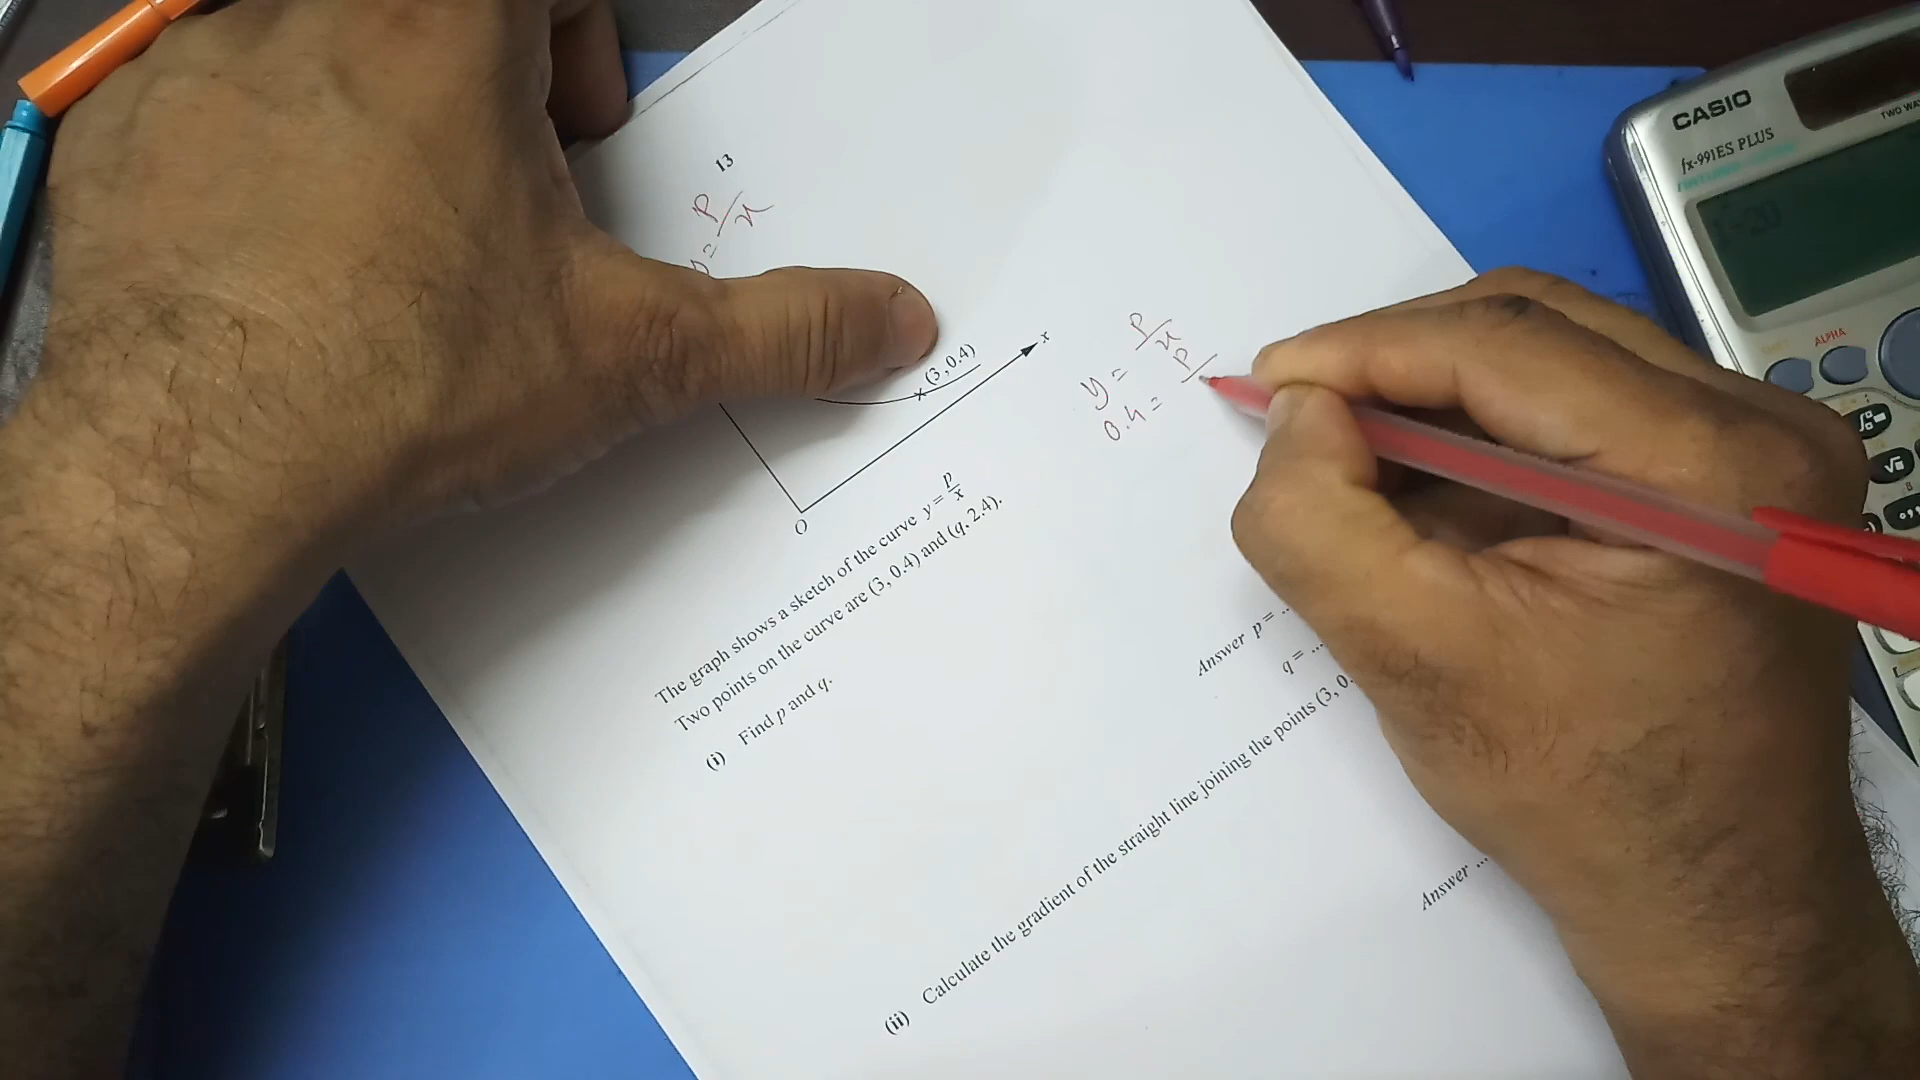 13
= p/x
(3, 0.4)
x
O
y = p/x
0.4 = p
The graph shows a sketch of the curve y = p/x
Two points on the curve are (3, 0.4) and (q, 2.4).
(i) Find p and q.
Answer p = ...
q = ...
(ii) Calculate the gradient of the straight line joining the points (3, 0.
Answer ...
CASIO
fx-991ES PLUS
TWO WA
ALPHA